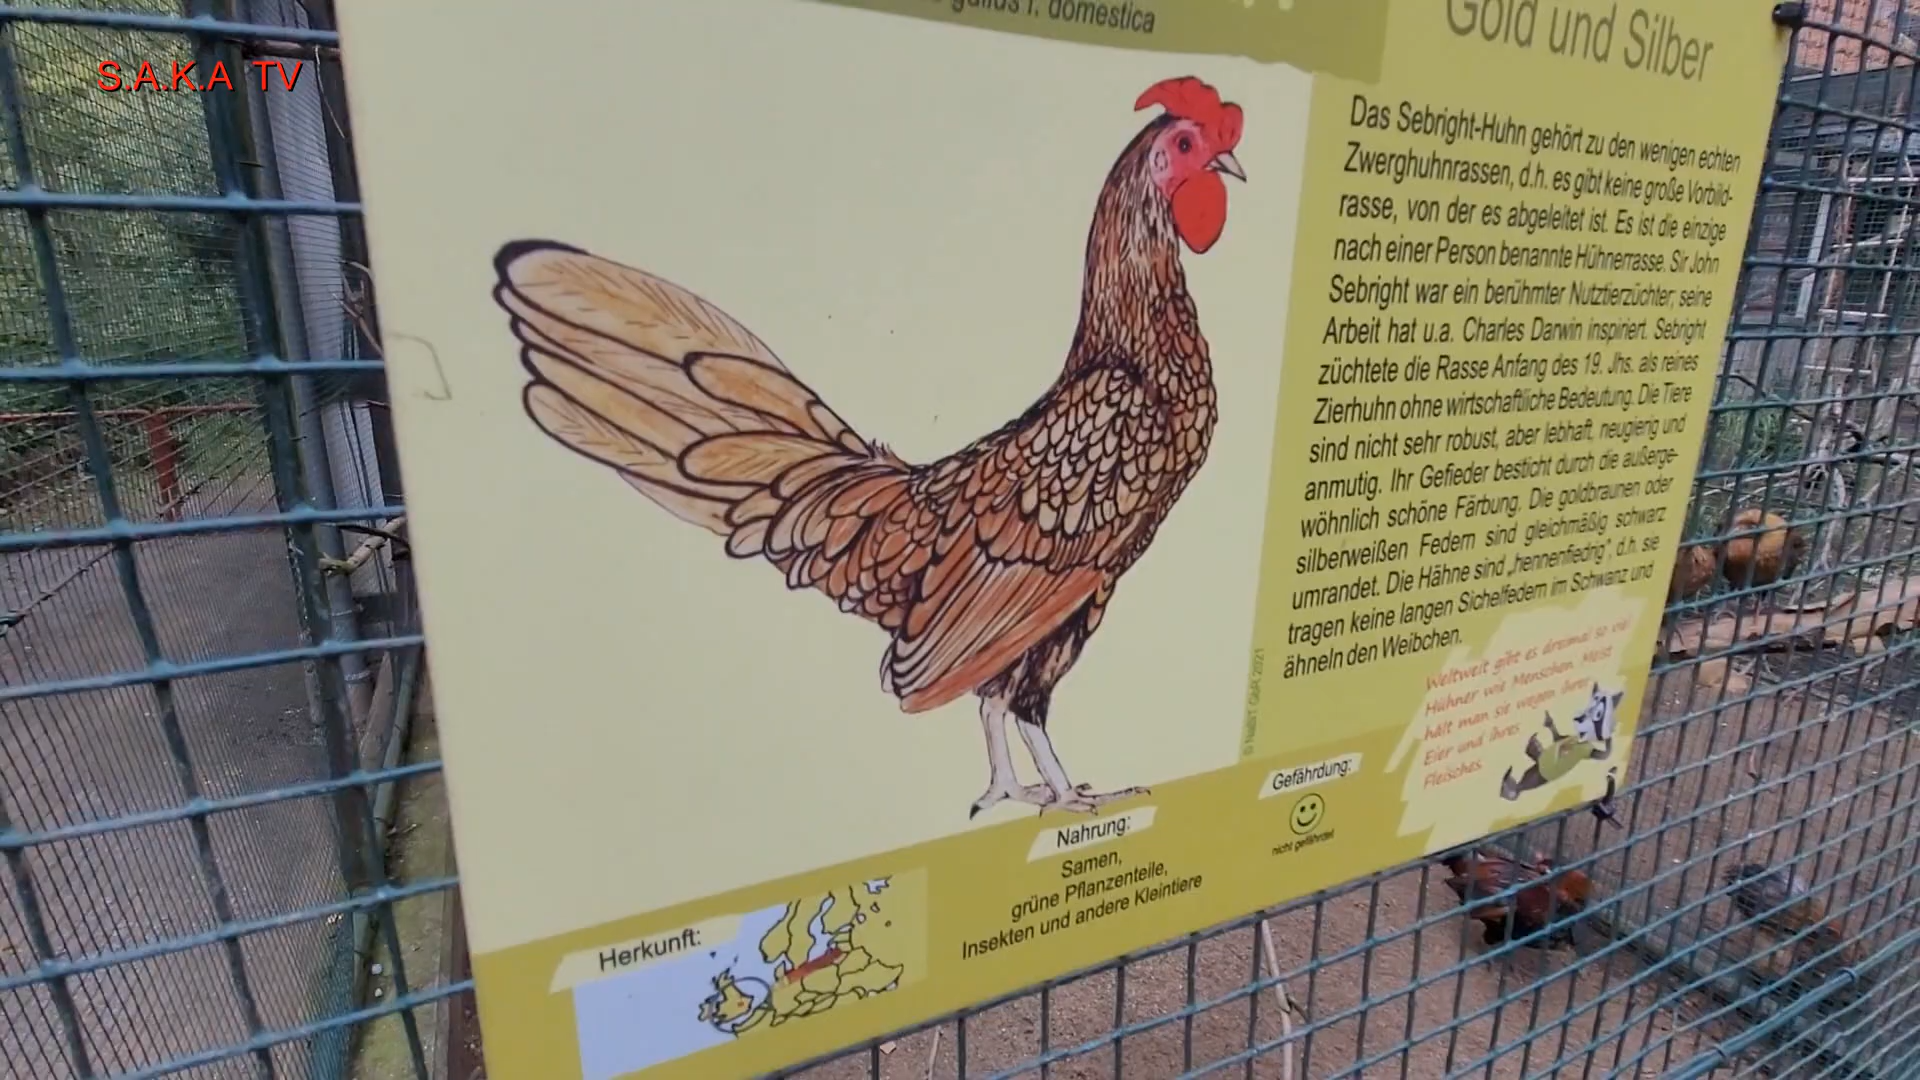 S.A.K.A TV
gallus f. domestica
Gold und Silber
Das Sebright-Huhn gehört zu den wenigen echten
Zwerghuhnrassen, d.h. es gibt keine große Vorbild-
rasse, von der es abgeleitet ist. Es ist die einzige
nach einer Person benannte Hühnerrasse. Sir John
Sebright war ein berühmter Nutztierzüchter; seine
Arbeit hat u.a. Charles Darwin inspiriert. Sebright
züchtete die Rasse Anfang des 19. Jhs. als reines
Zierhuhn ohne wirtschaftliche Bedeutung. Die Tiere
sind nicht sehr robust, aber lebhaft, neugierig und
anmutig. Ihr Gefieder besticht durch die außerge-
wöhnlich schöne Färbung. Die goldbraunen oder
silberweißen Federn sind gleichmäßig schwarz
umrandet. Die Hähne sind „hennenfiedrig", d.h. sie
tragen keine langen Sichelfedern im Schwanz und
ähneln den Weibchen.
Weltweit gibt es dreimal so viel
Hühner wie Menschen. Meist
hält man sie wegen ihrer
Eier und ihres
Fleisches.
Gefährdung:
nicht gefährdet
Nahrung:
Samen,
grüne Pflanzenteile,
Insekten und andere Kleintiere
Herkunft: